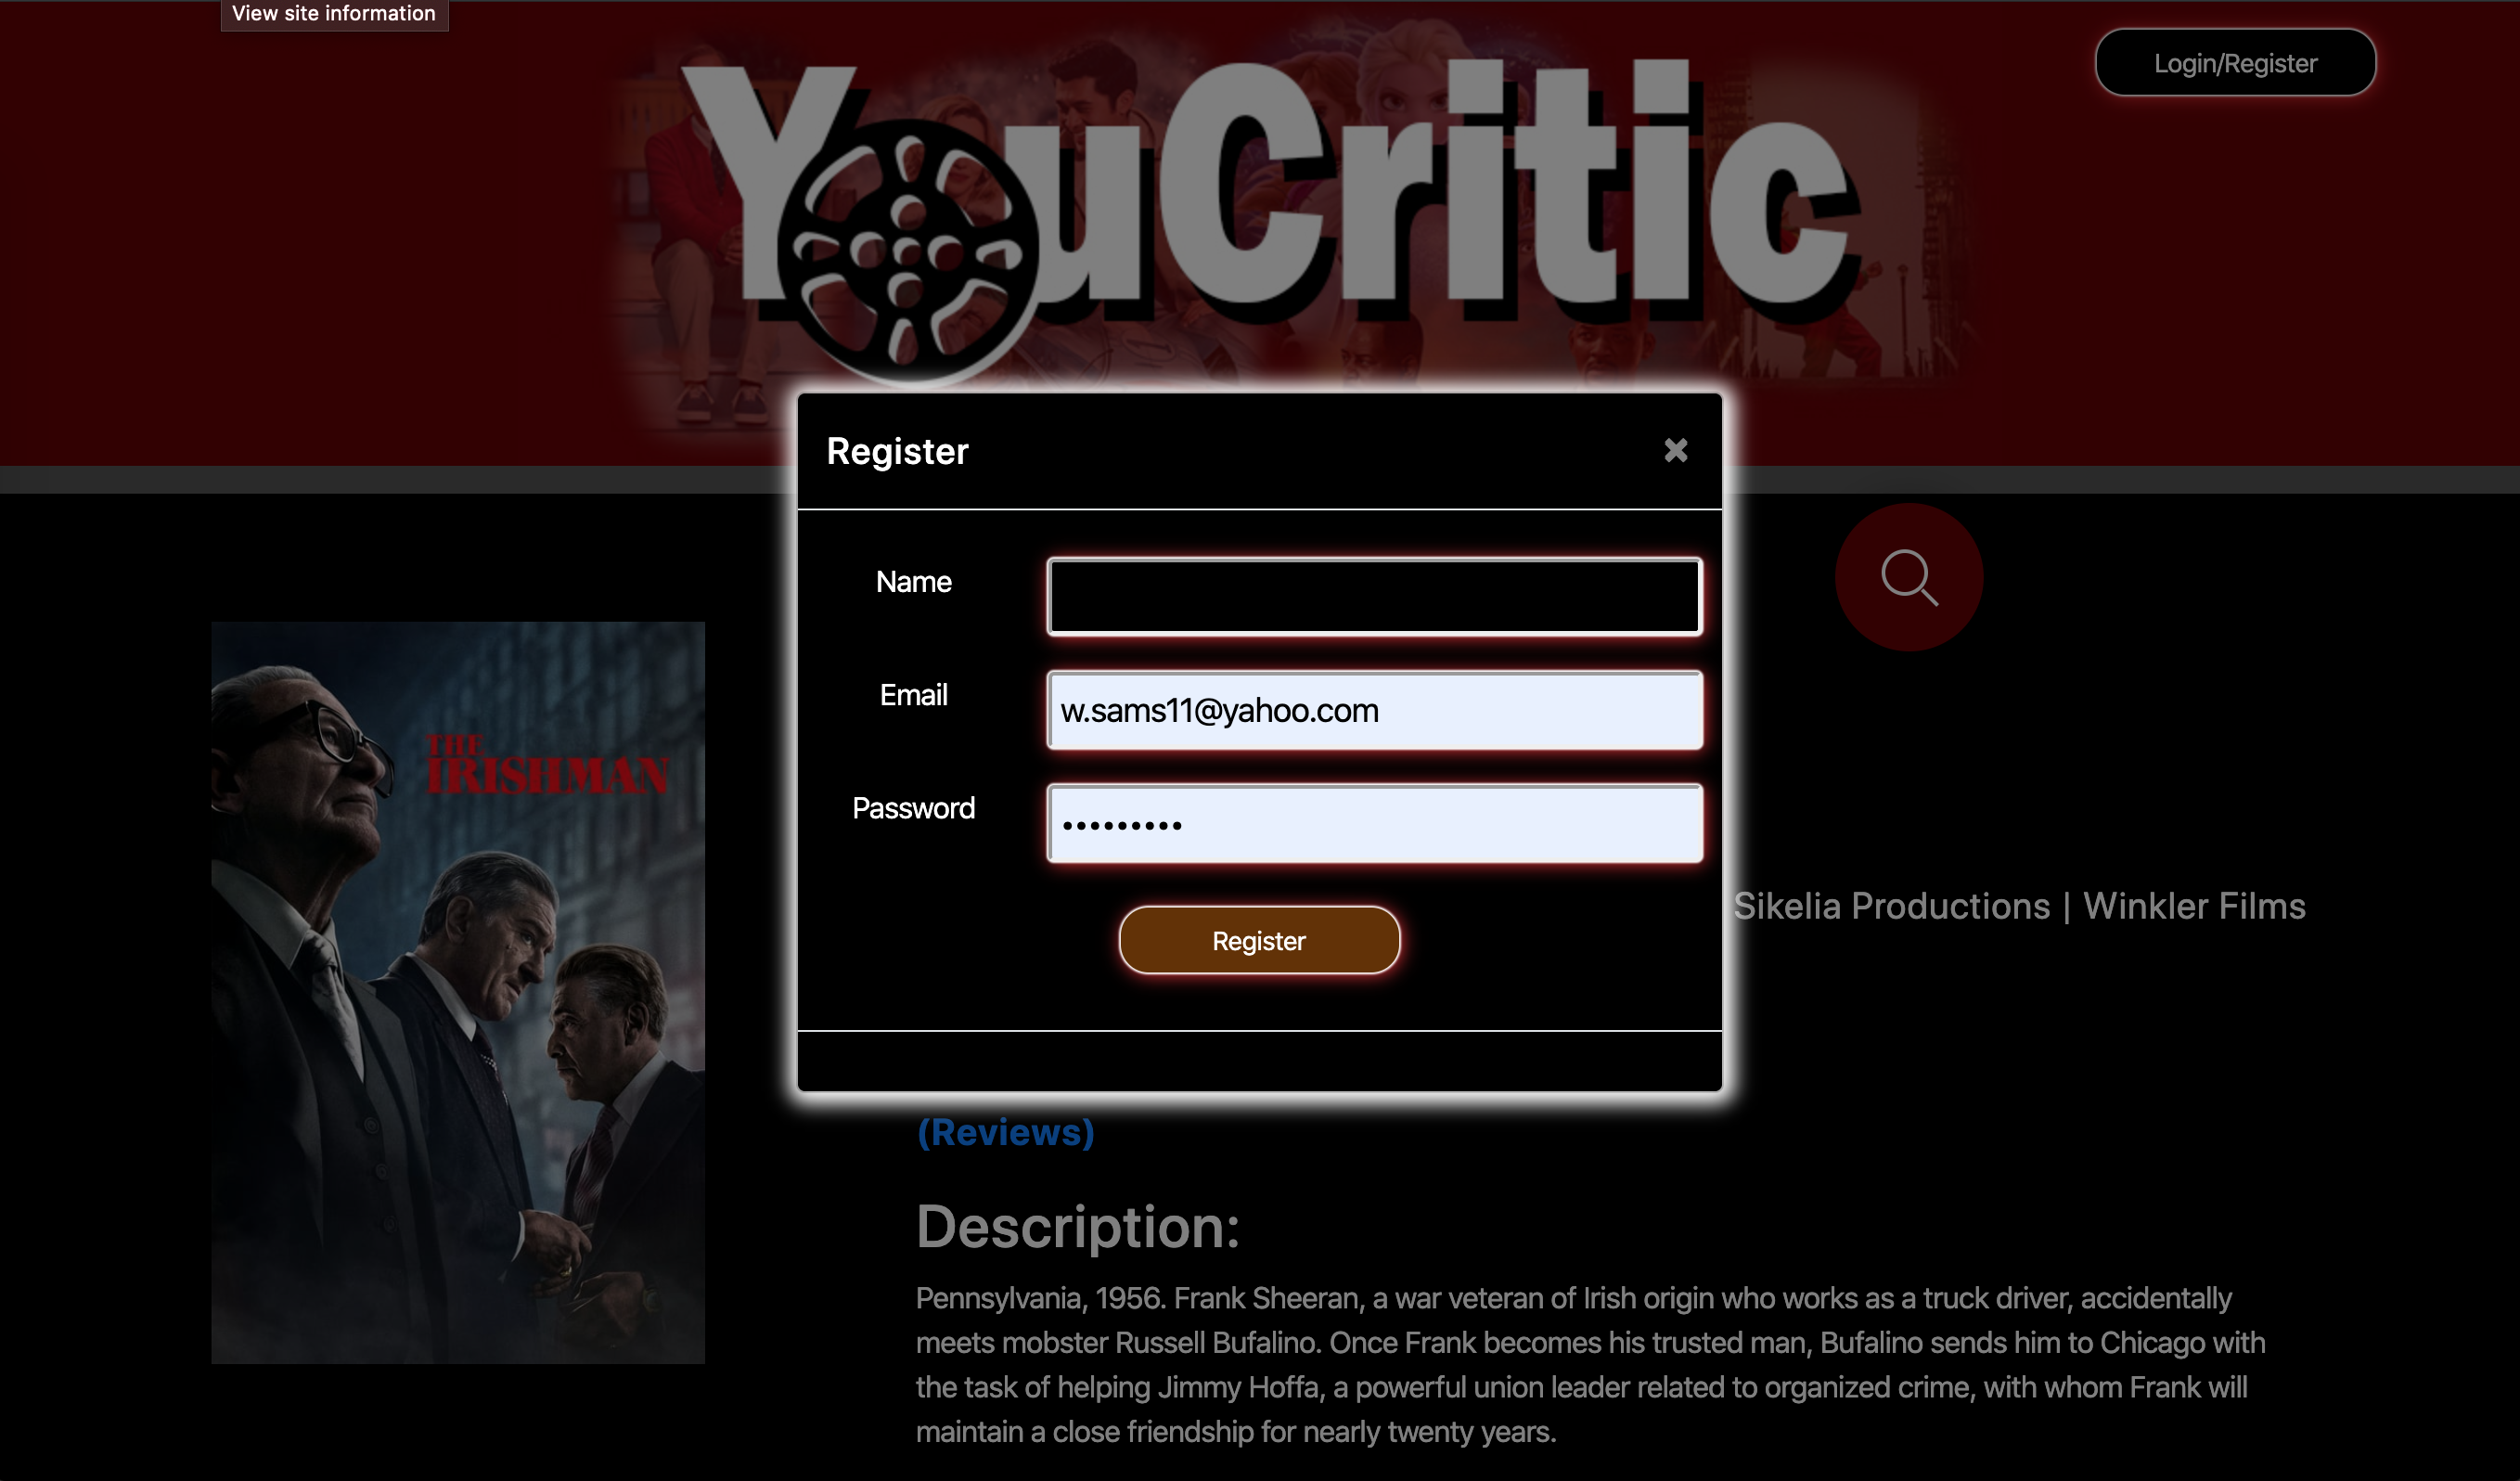 View site information
Login/Register
YouCritic
Register
Name
Email
w.sams11@yahoo.com
Password
•••••••••
Register
THE
IRISHMAN
Sikelia Productions | Winkler Films
(Reviews)
Description:
Pennsylvania, 1956. Frank Sheeran, a war veteran of Irish origin who works as a truck driver, accidentally
meets mobster Russell Bufalino. Once Frank becomes his trusted man, Bufalino sends him to Chicago with
the task of helping Jimmy Hoffa, a powerful union leader related to organized crime, with whom Frank will
maintain a close friendship for nearly twenty years.